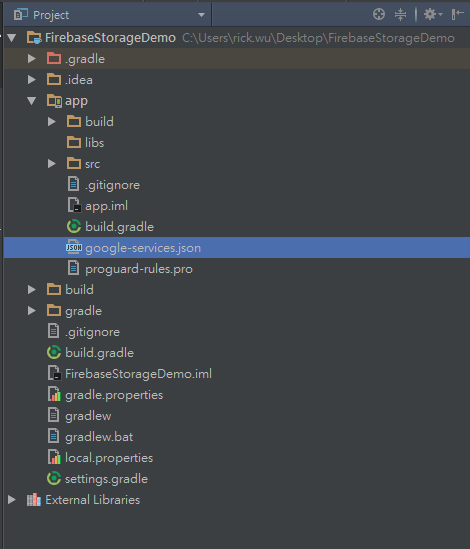 Project
FirebaseStorageDemo C:\Users\rick.wu\Desktop\FirebaseStorageDemo
.gradle
.idea
app
build
libs
src
.gitignore
app.iml
build.gradle
JSON google-services.json
proguard-rules.pro
build
gradle
.gitignore
build.gradle
FirebaseStorageDemo.iml
gradle.properties
gradlew
gradlew.bat
local.properties
settings.gradle
External Libraries